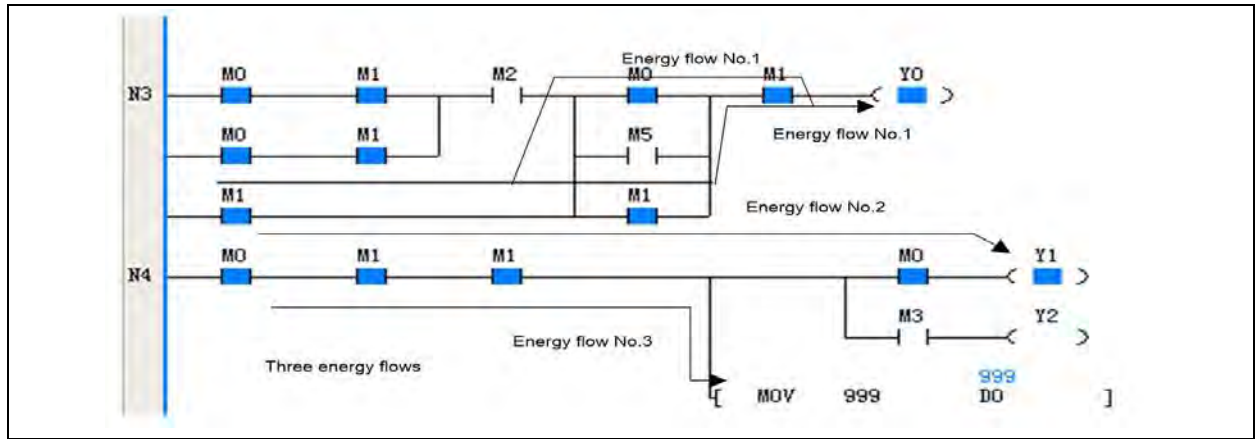 Energy flow No.1
M0 M1 M2 M0 M1 Y0
N3
M0 M1 M5
Energy flow No.1
M1 M1
Energy flow No.2
M0 M1 M1 M0 Y1
N4
M3 Y2
Energy flow No.3
Three energy flows
999
[ MOV 999 D0 ]